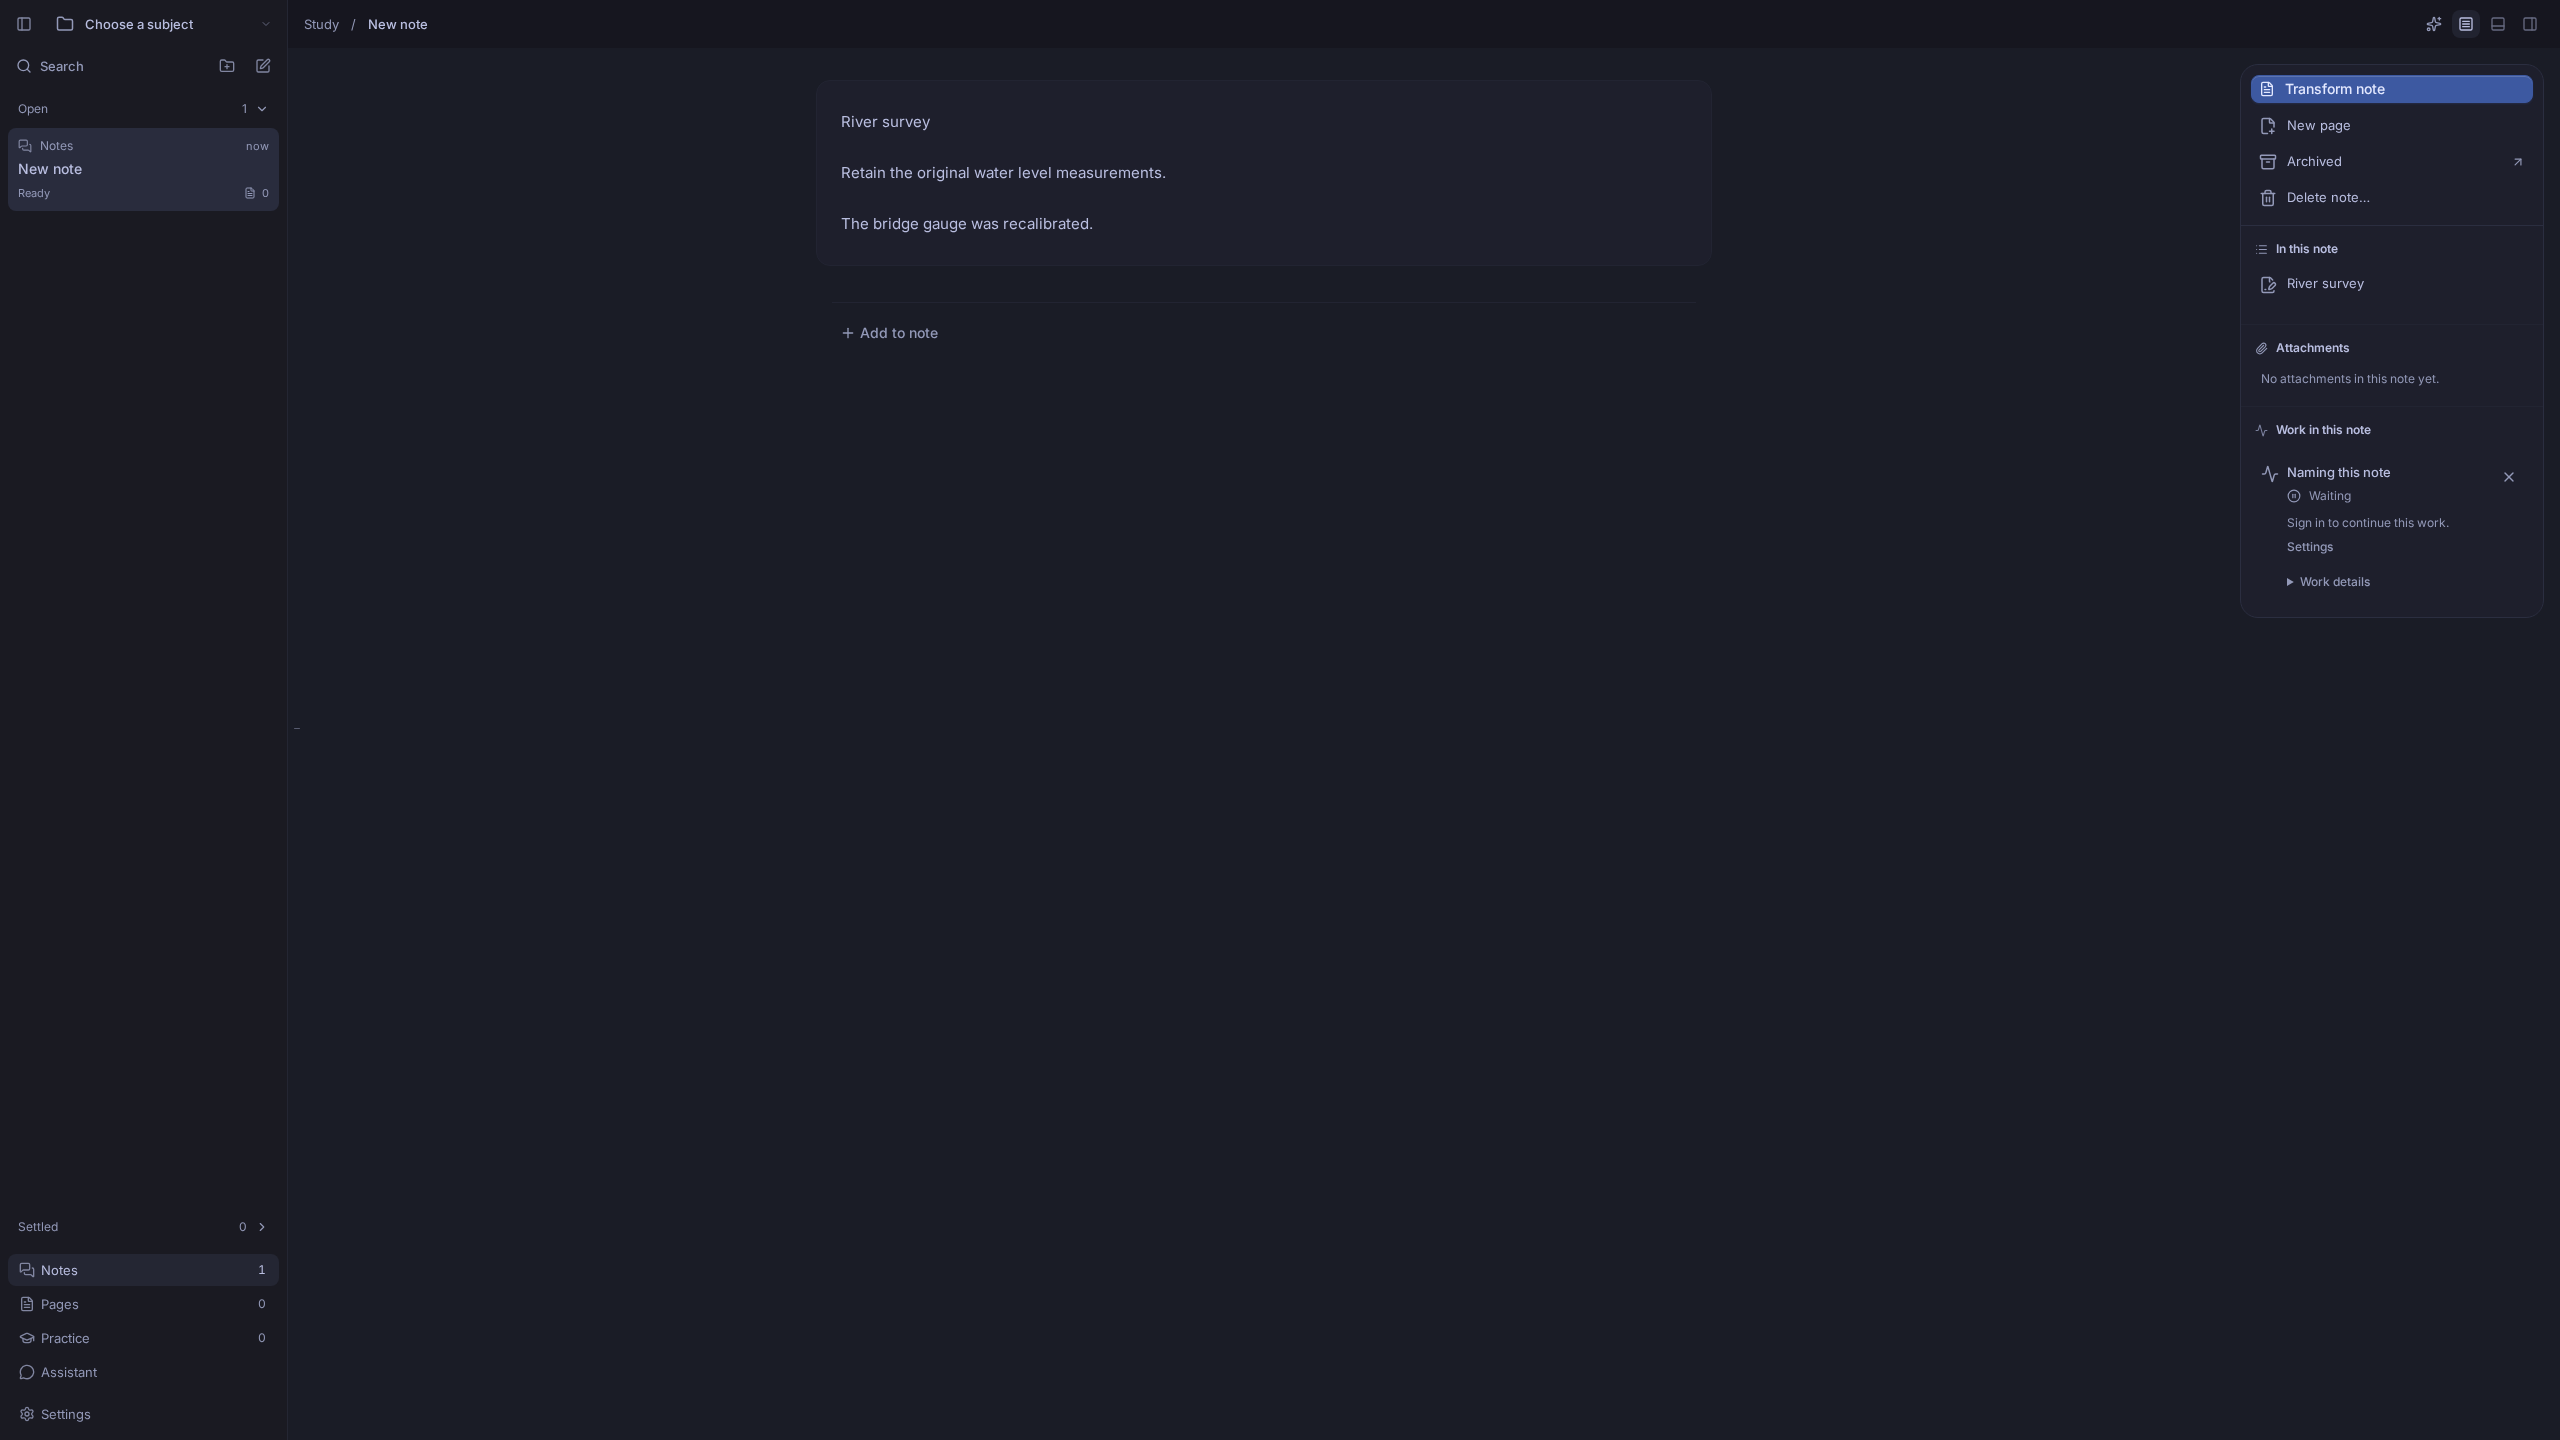 Choose a subject
Study / New note
Search
Open 1
Notes now
New note
Ready 0
River survey
Retain the original water level measurements.
The bridge gauge was recalibrated.
Add to note
Transform note
New page
Archived
Delete note...
In this note
River survey
Attachments
No attachments in this note yet.
Work in this note
Naming this note
Waiting
Sign in to continue this work.
Settings
Work details
Settled 0
Notes 1
Pages 0
Practice 0
Assistant
Settings